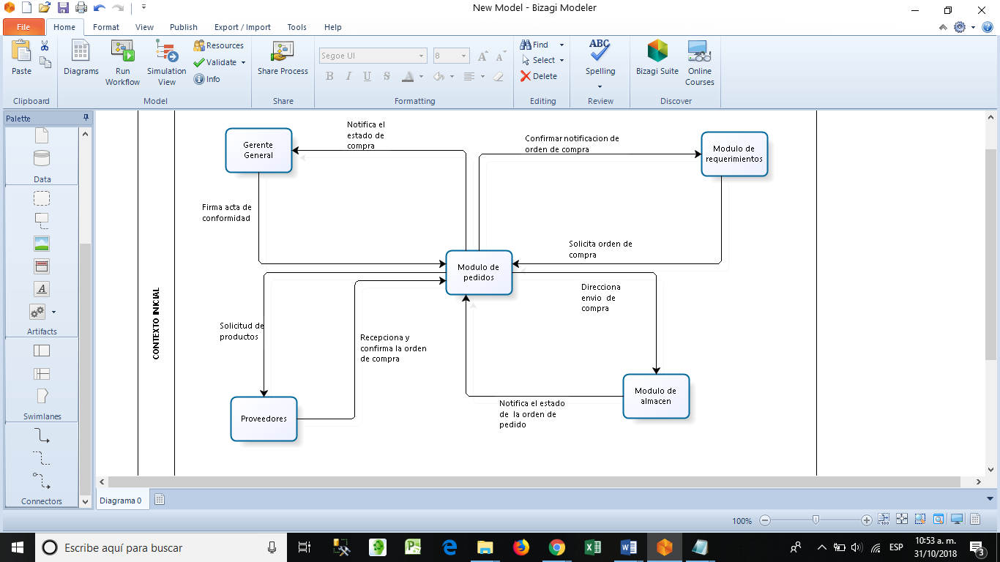 New Model - Bizagi Modeler
File Home Format View Publish Export / Import Tools Help
Paste
Clipboard
Diagrams
Run
Workflow
Simulation
View
Resources
Validate
Info
Model
Share Process
Share
Segoe UI
8
B I U S A
Formatting
Find
Select
Delete
Editing
ABC
Spelling
Review
Bizagi Suite
Online
Courses
Discover
Palette
Data
A
Artifacts
Swimlanes
Connectors
CONTEXTO INICIAL
Gerente
General
Notifica el
estado de
compra
Confirmar notificacion de
orden de compra
Modulo de
requerimientos
Firma acta de
conformidad
Solicita orden de
compra
Modulo de
pedidos
Direcciona
envio de
compra
Solicitud de
productos
Recepciona y
confirma la orden
de compra
Modulo de
almacen
Notifica el estado
de la orden de
pedido
Proveedores
Diagrama 0
100%
Escribe aquí para buscar
ESP
10:53 a. m.
31/10/2018
3